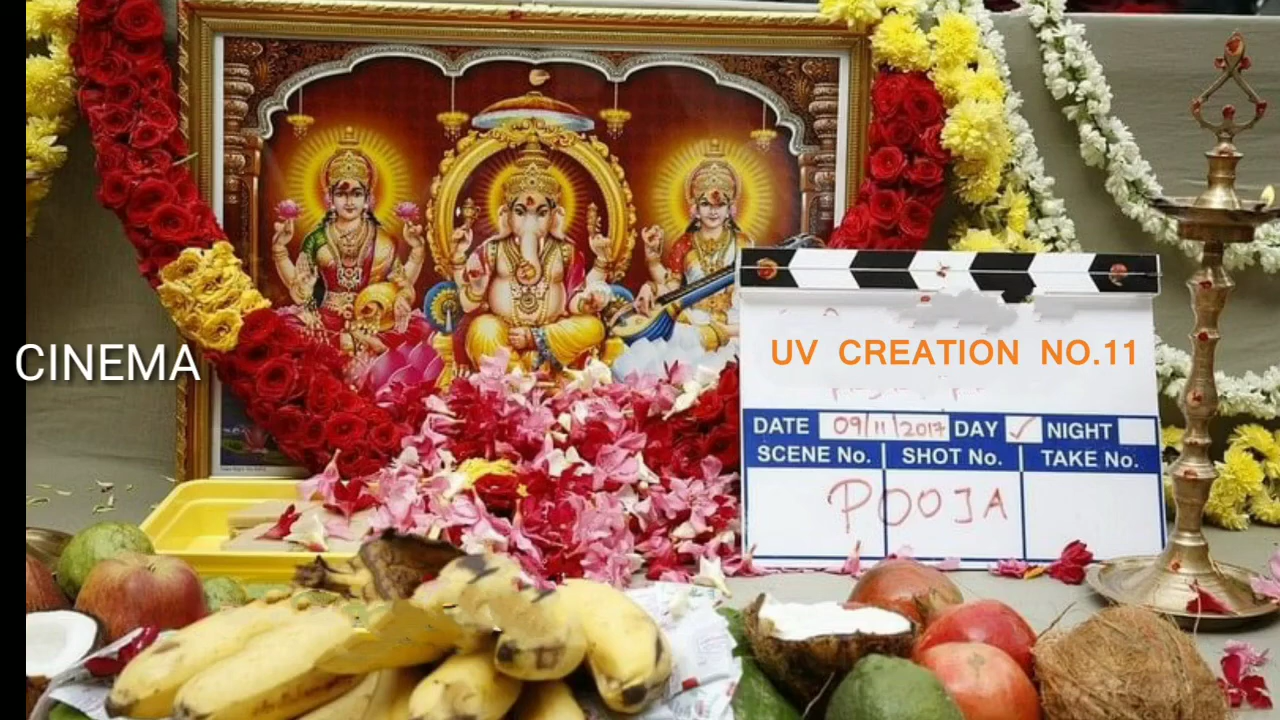 CINEMA
UV CREATION NO.11
DATE 09/11/2017 DAY ✓ NIGHT
SCENE No. SHOT No. TAKE No.
POOJA